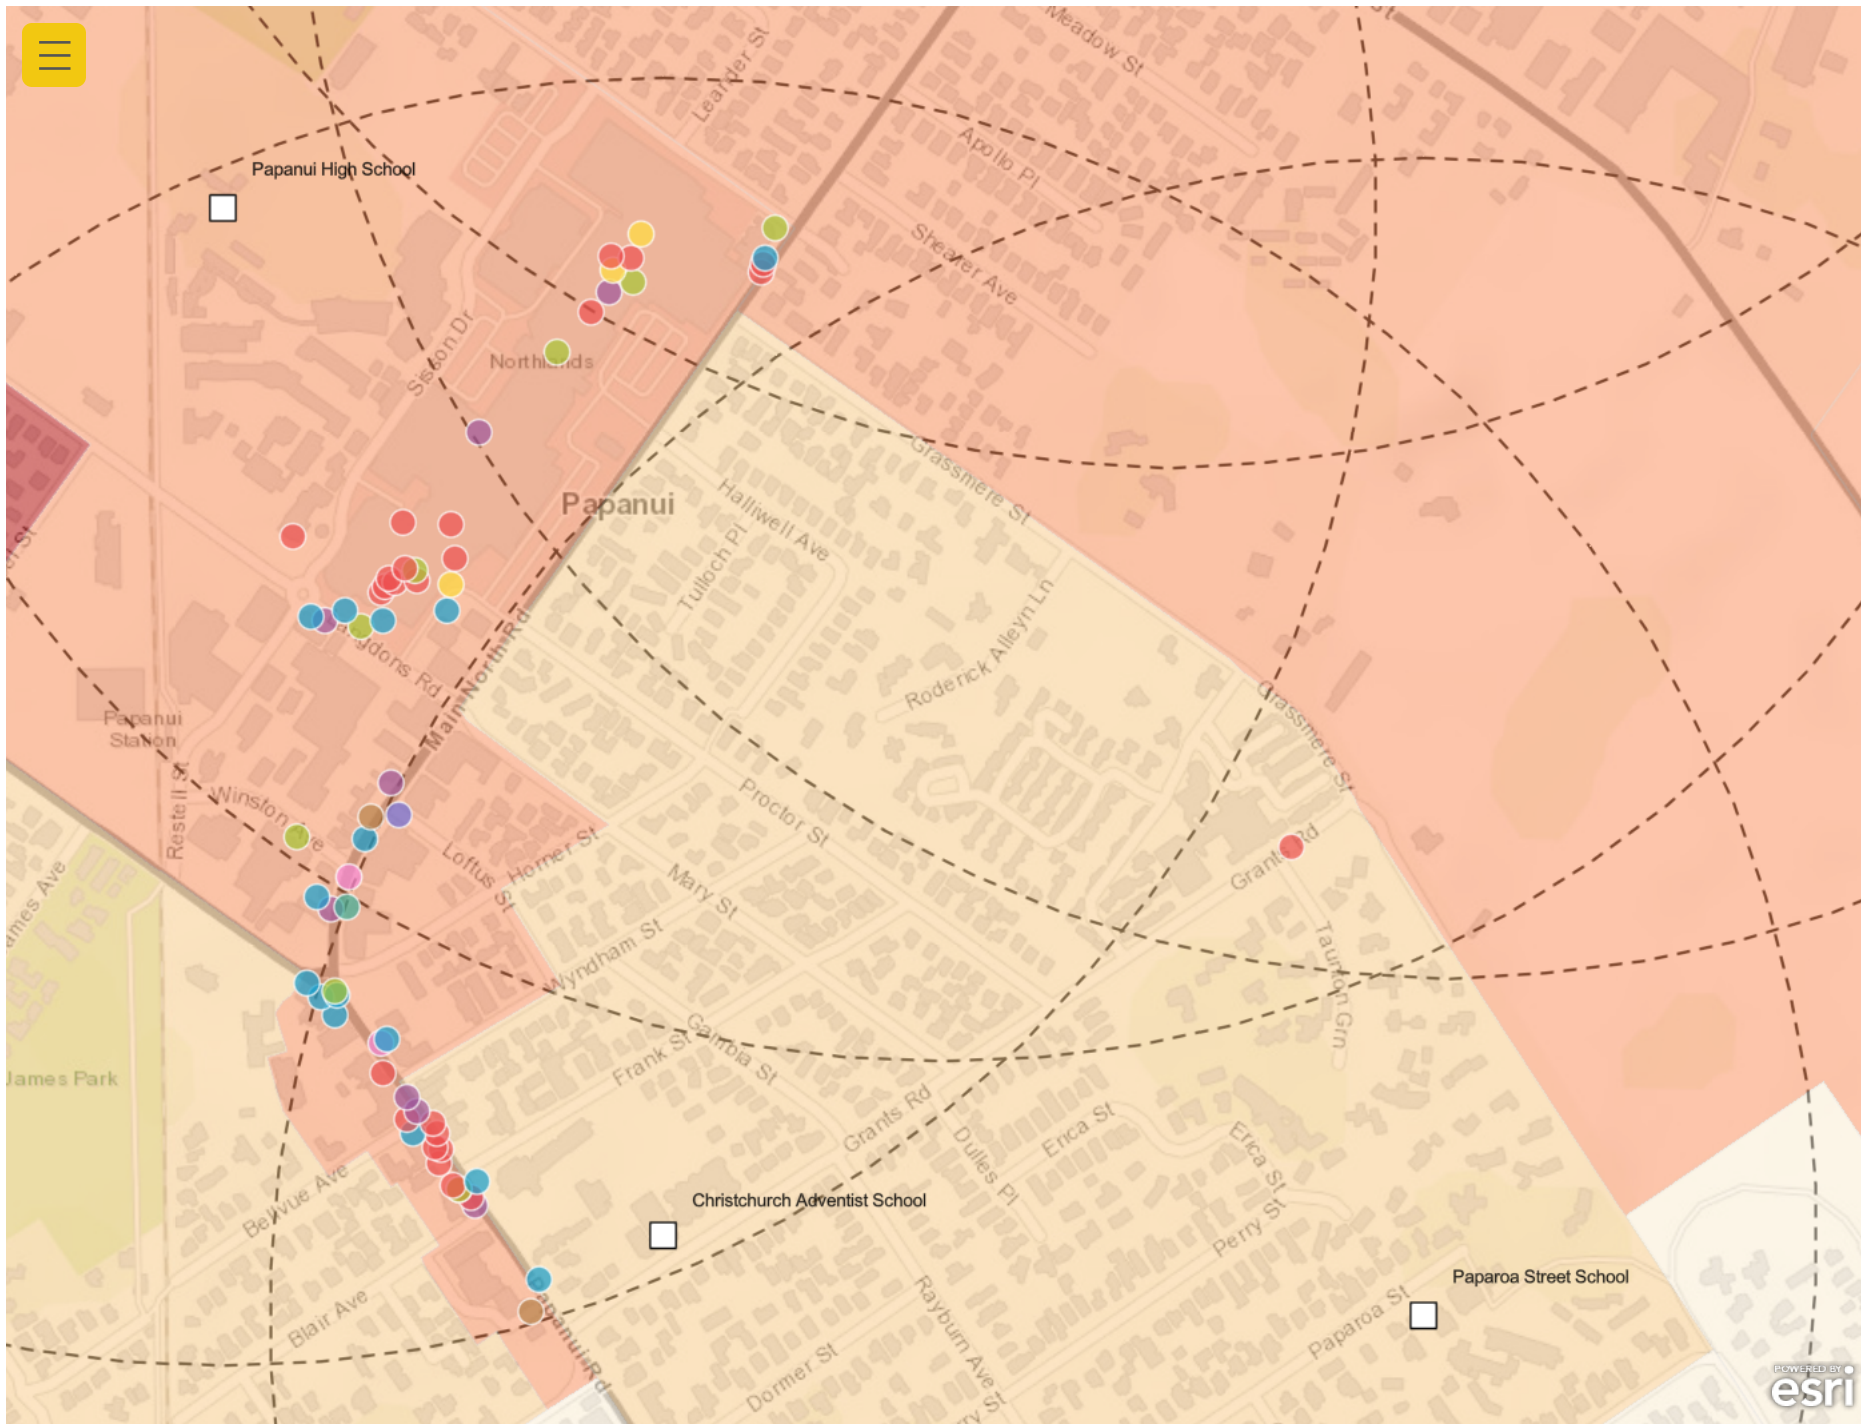 Meadow St
Leander St
Apollo Pl
Papanui High School
Shearer Ave
Sisson Dr
Northlands
Grassmere St
Papanui
Halliwell Ave
Tulloch Pl
Roderick Alleyn Ln
Main North Rd
Grassmere St
Papanui
Station
Restell St
Winston Ave
Proctor St
Loftus St
Horner St
Grants Rd
Mary St
Wyndham St
Taunton Grn
Gambia St
Frank St
James Park
Grants Rd
Dulles Pl
Erica St
Erica St
Bellvue Ave
Christchurch Adventist School
Perry St
Paparoa Street School
Blair Ave
Papanui Rd
Rayburn Ave
Paparoa St
Dormer St
POWERED BY
esri